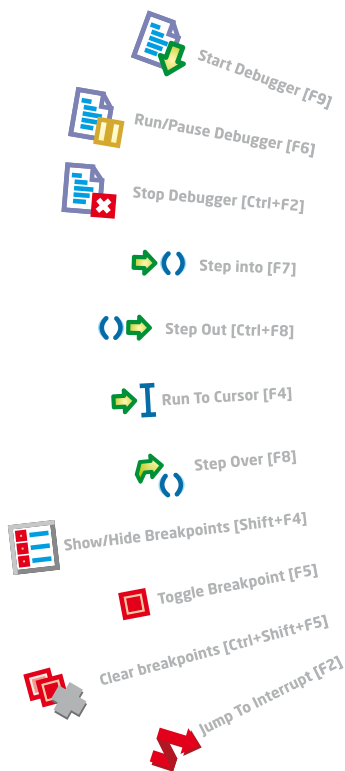 Start Debugger [F9]
Run/Pause Debugger [F6]
Stop Debugger [Ctrl+F2]
Step into [F7]
Step Out [Ctrl+F8]
Run To Cursor [F4]
Step Over [F8]
Show/Hide Breakpoints [Shift+F4]
Toggle Breakpoint [F5]
Clear breakpoints [Ctrl+Shift+F5]
Jump To Interrupt [F2]